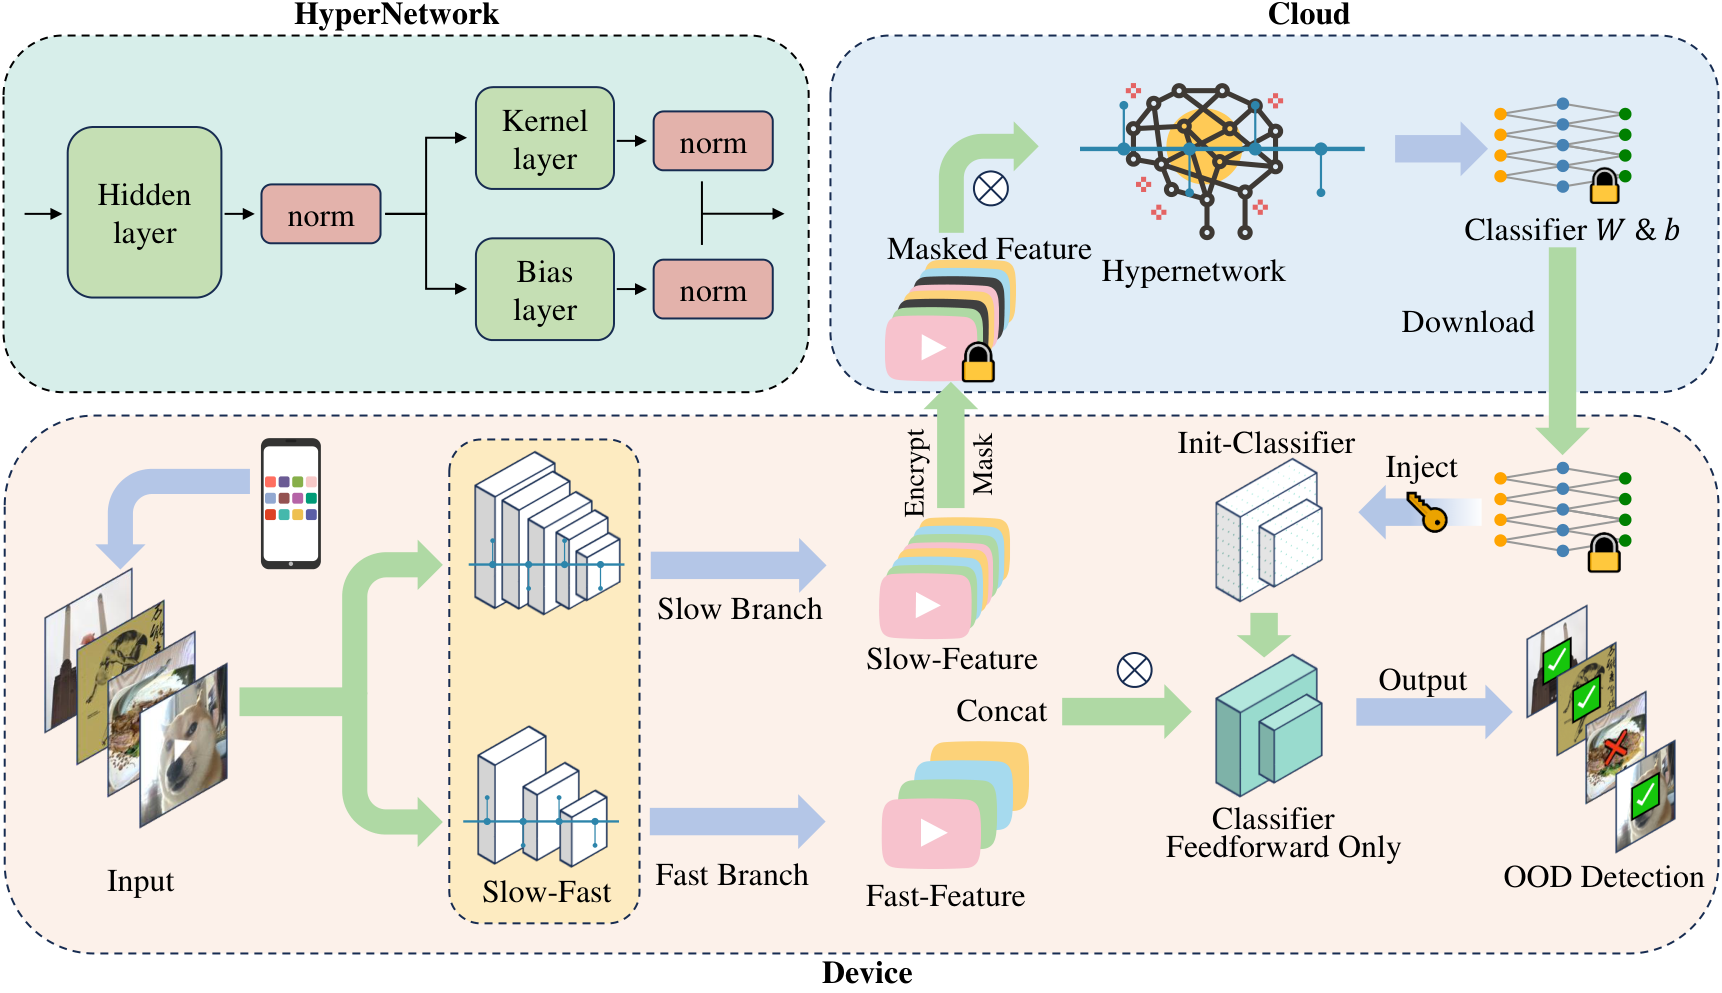 HyperNetwork
Hidden
layer
norm
Kernel
layer
norm
Bias
layer
norm
Cloud
Masked Feature
Hypernetwork
Classifier W & b
Download
Encrypt
Mask
Init-Classifier
Inject
Slow Branch
Slow-Feature
Concat
Output
Classifier
Feedforward Only
Input
Slow-Fast
Fast Branch
Fast-Feature
OOD Detection
Device